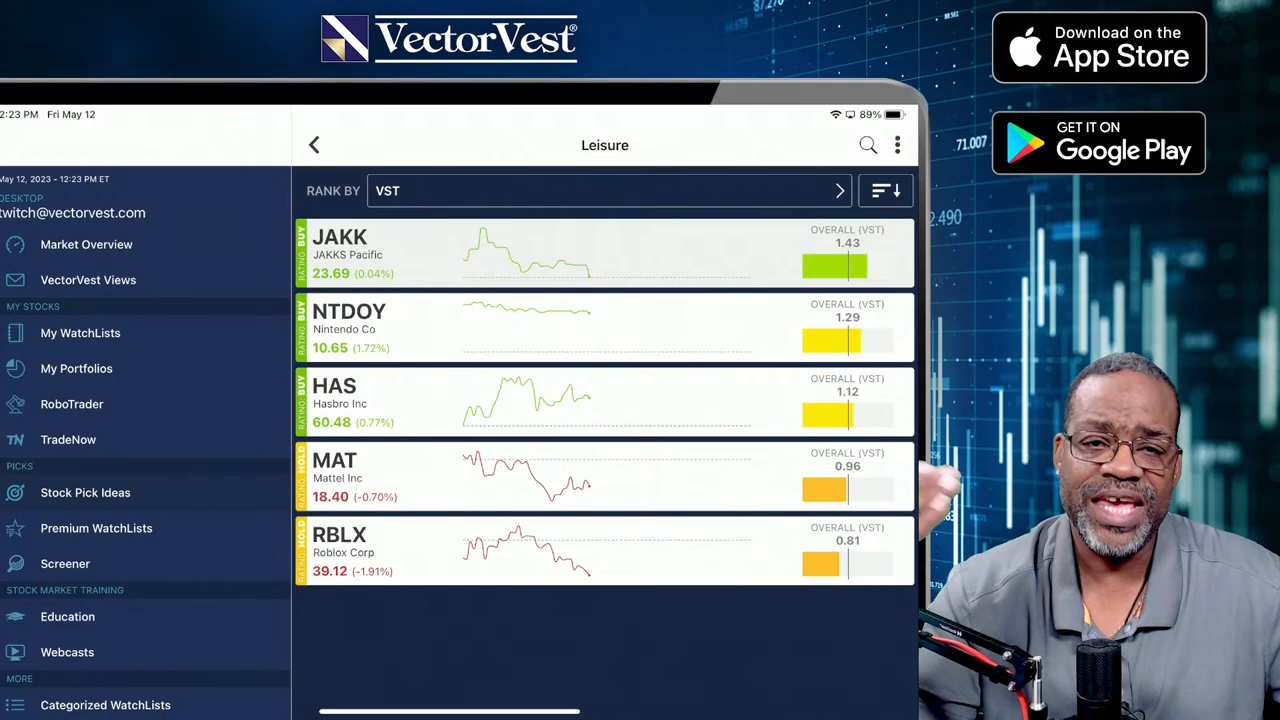 VectorVest®
Download on the
App Store
GET IT ON
Google Play
2:23 PM Fri May 12
89%
Leisure
May 12, 2023 - 12:23 PM ET
DESKTOP
twitch@vectorvest.com
Market Overview
VectorVest Views
MY STOCKS
My WatchLists
My Portfolios
RoboTrader
TN TradeNow
PICKS
Stock Pick Ideas
Premium WatchLists
Screener
STOCK MARKET TRAINING
Education
Webcasts
MORE
Categorized WatchLists
RANK BY VST
RATING: BUY
JAKK
JAKKS Pacific
23.69 (0.04%)
OVERALL (VST)
1.43
RATING: BUY
NTDOY
Nintendo Co
10.65 (1.72%)
OVERALL (VST)
1.29
RATING: BUY
HAS
Hasbro Inc
60.48 (0.77%)
OVERALL (VST)
1.12
RATING: HOLD
MAT
Mattel Inc
18.40 (-0.70%)
OVERALL (VST)
0.96
RATING: HOLD
RBLX
Roblox Corp
39.12 (-1.91%)
OVERALL (VST)
0.81
71.007
2.490